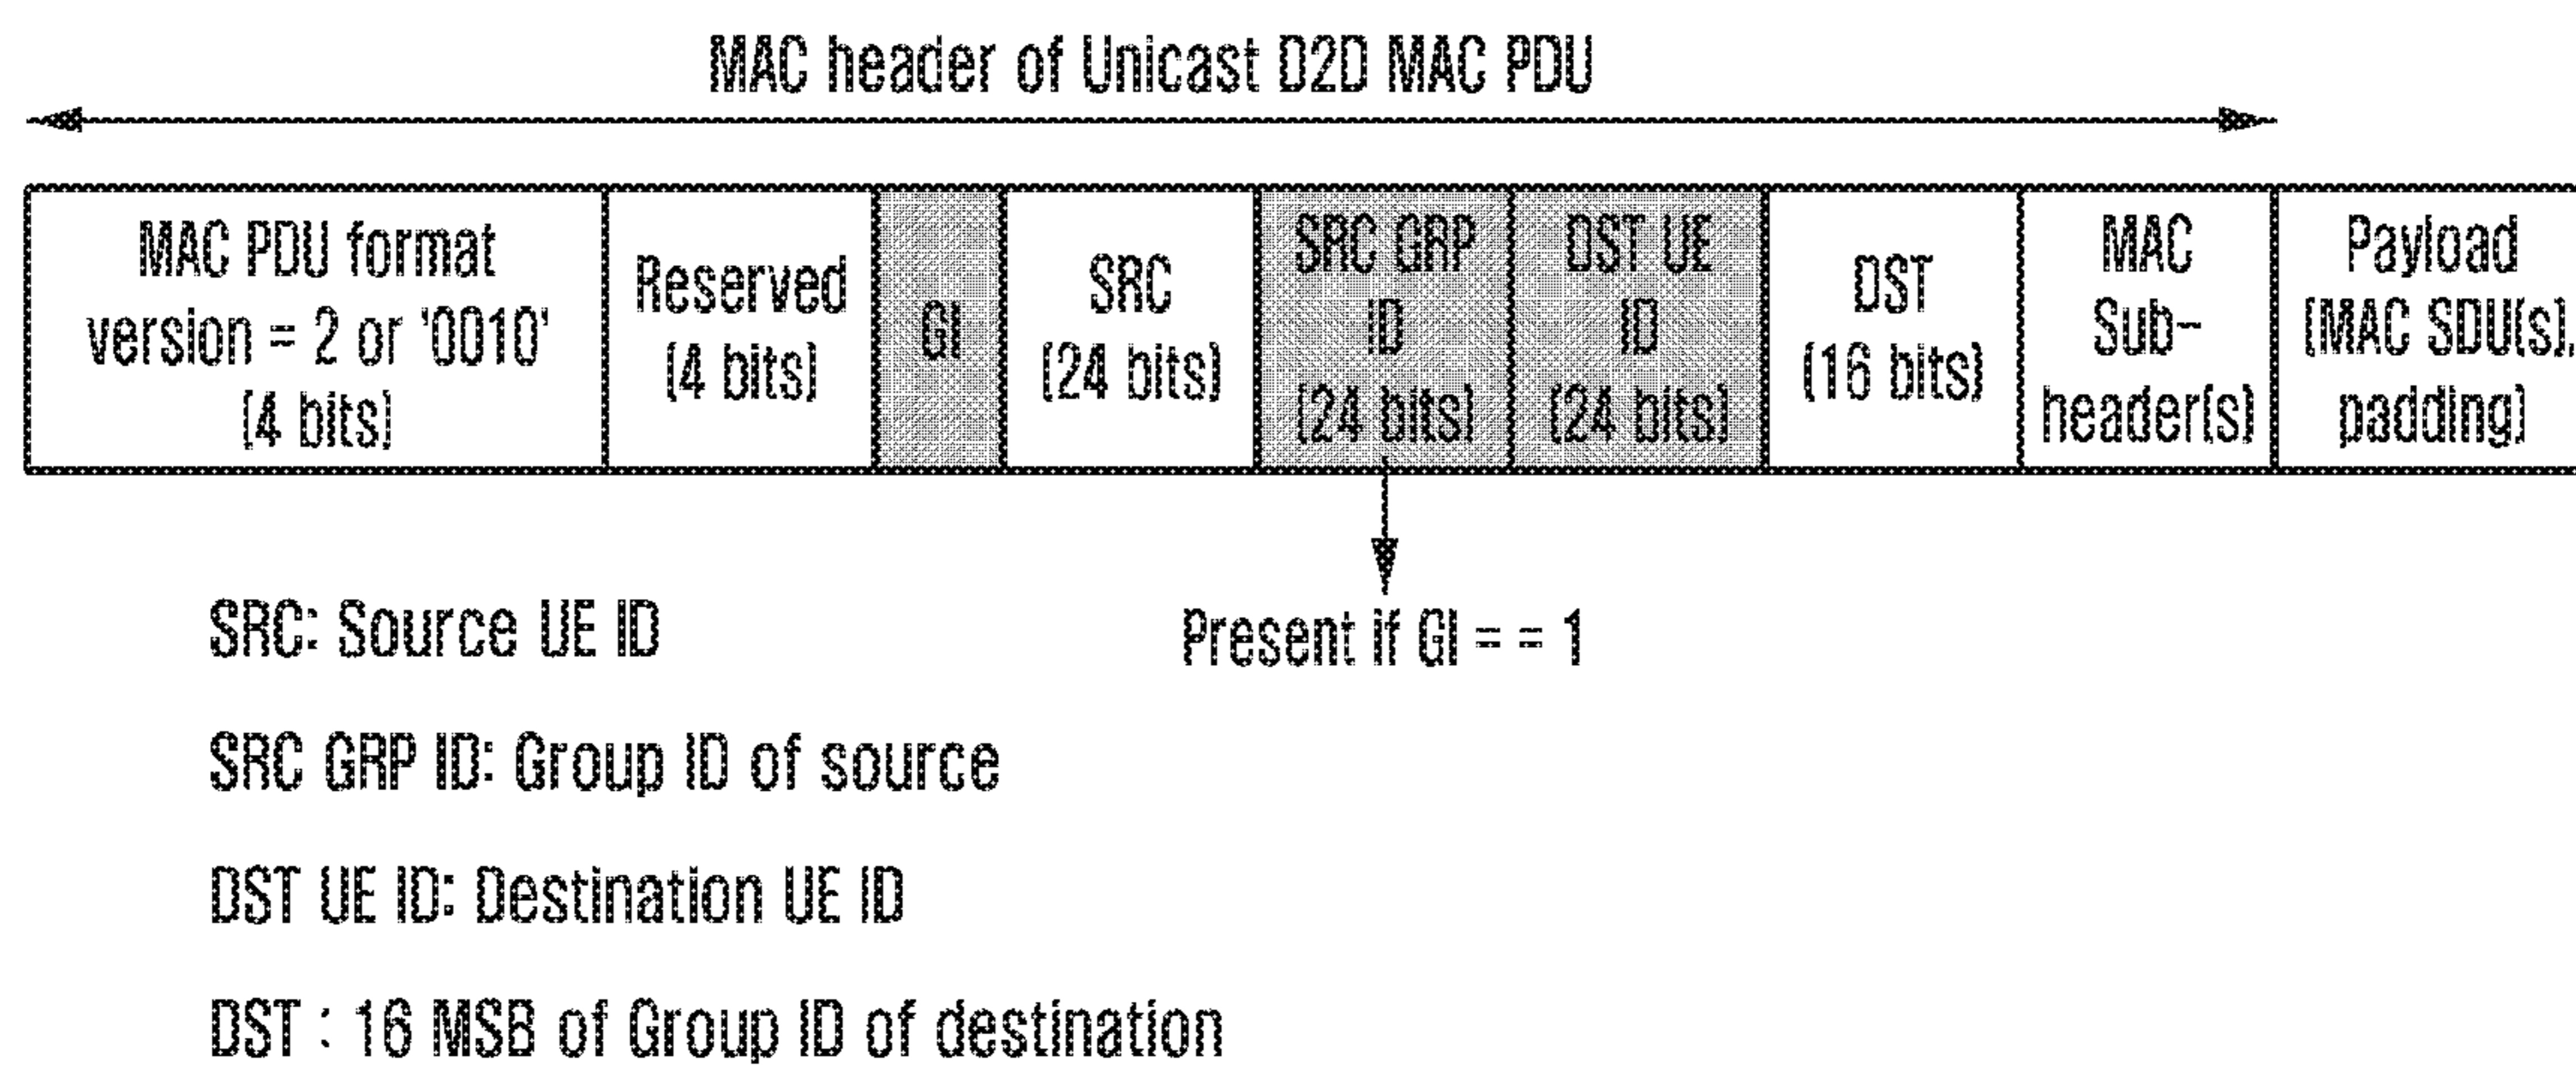 MAC header of Unicast D2D MAC PDU
MAC PDU format
version = 2 or '0010'
(4 bits)
Reserved
(4 bits)
GI
SRC
(24 bits)
SRC GRP
ID
(24 bits)
DST UE
ID
(24 bits)
DST
(16 bits)
MAC
Sub-
header(s)
Payload
(MAC SDU(s),
padding)
Present if GI = = 1
SRC: Source UE ID
SRC GRP ID: Group ID of source
DST UE ID: Destination UE ID
DST : 16 MSB of Group ID of destination